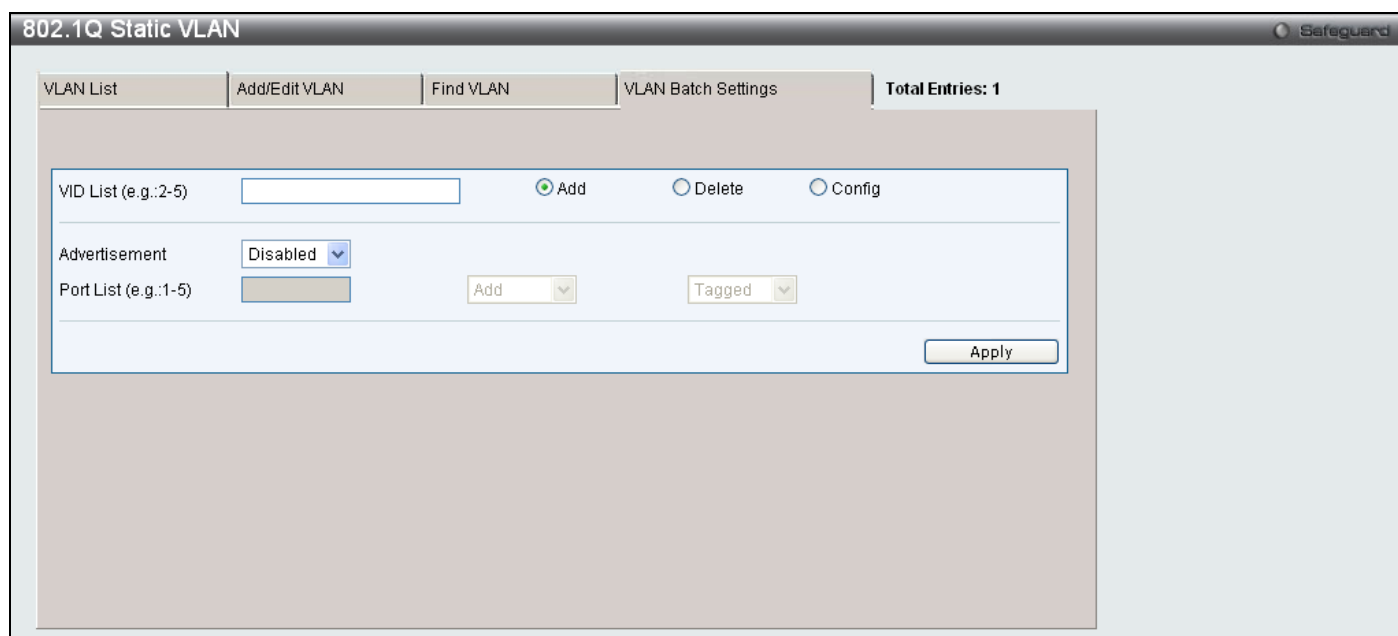 802.1Q Static VLAN
Safeguard
VLAN List
Add/Edit VLAN
Find VLAN
VLAN Batch Settings
Total Entries: 1
VID List (e.g.:2-5)
Add
Delete
Config
Advertisement
Disabled
Port List (e.g.:1-5)
Add
Tagged
Apply